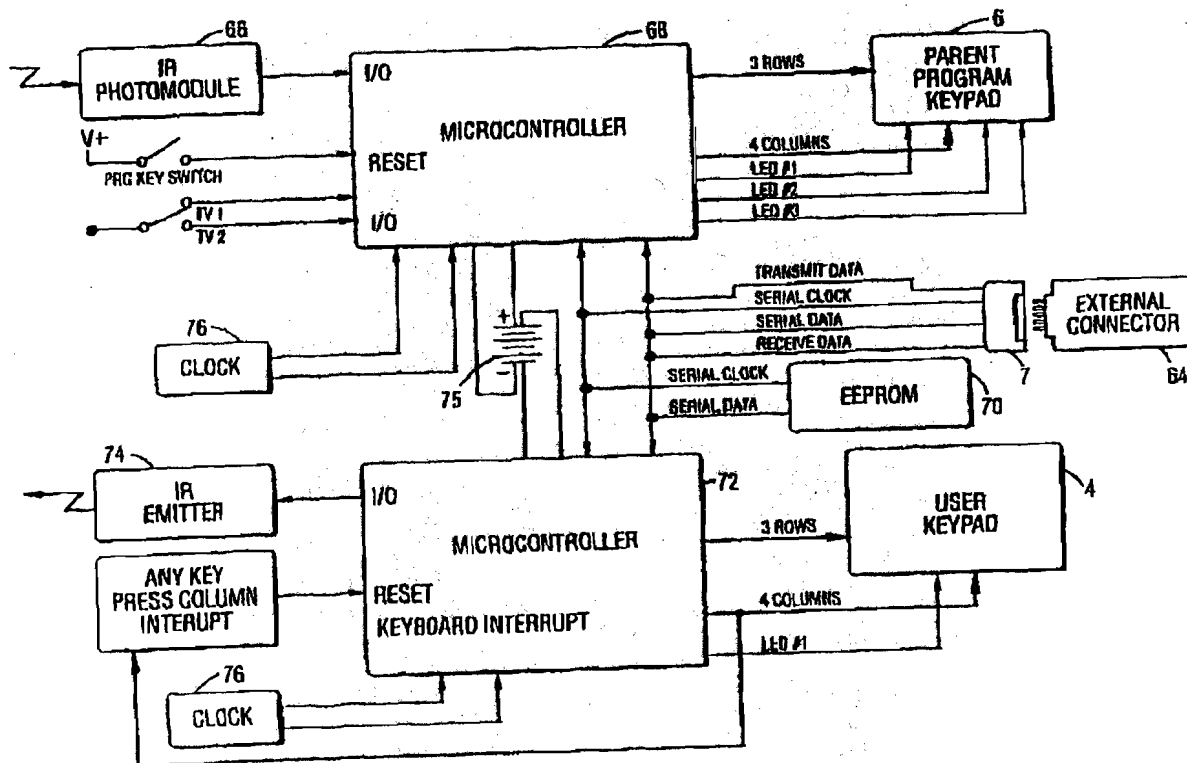 66
IR
PHOTOMODULE
V+
PRG KEY SWITCH
TV 1
TV 2
68
I/O
MICROCONTROLLER
RESET
I/O
3 ROWS
4 COLUMNS
LED #1
LED #2
LED #3
6
PARENT
PROGRAM
KEYPAD
76
CLOCK
+
75
-
TRANSMIT DATA
SERIAL CLOCK
SERIAL DATA
RECEIVE DATA
7
EXTERNAL
CONNECTOR
64
SERIAL CLOCK
SERIAL DATA
EEPROM
70
74
IR
EMITTER
ANY KEY
PRESS COLUMN
INTERUPT
72
I/O
MICROCONTROLLER
RESET
KEYBOARD INTERRUPT
3 ROWS
4 COLUMNS
LED #1
4
USER
KEYPAD
76
CLOCK